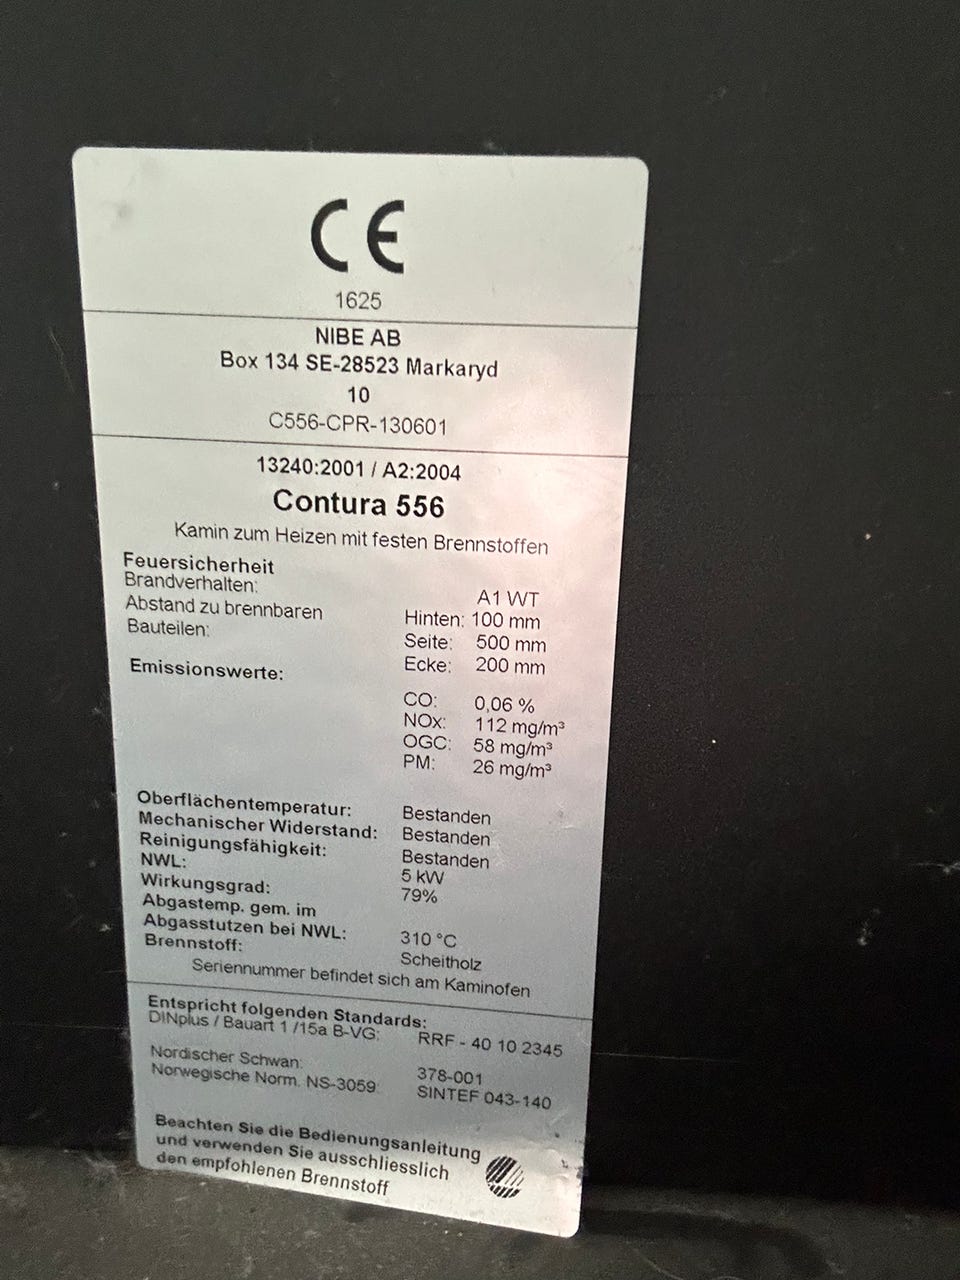 CE
1625
NIBE AB
Box 134 SE-28523 Markaryd
10
C556-CPR-130601
13240:2001 / A2:2004
Contura 556
Kamin zum Heizen mit festen Brennstoffen
Feuersicherheit
Brandverhalten: A1 WT
Abstand zu brennbaren Hinten: 100 mm
Bauteilen: Seite: 500 mm
Ecke: 200 mm
Emissionswerte:
CO: 0,06 %
NOx: 112 mg/m³
OGC: 58 mg/m³
PM: 26 mg/m³
Oberflächentemperatur: Bestanden
Mechanischer Widerstand: Bestanden
Reinigungsfähigkeit: Bestanden
NWL: 5 kW
Wirkungsgrad: 79%
Abgastemp. gem. im
Abgasstutzen bei NWL: 310 °C
Brennstoff: Scheitholz
Seriennummer befindet sich am Kaminofen
Entspricht folgenden Standards:
DINplus / Bauart 1 /15a B-VG: RRF - 40 10 2345
Nordischer Schwan: 378-001
Norwegische Norm. NS-3059: SINTEF 043-140
Beachten Sie die Bedienungsanleitung
und verwenden Sie ausschliesslich
den empfohlenen Brennstoff